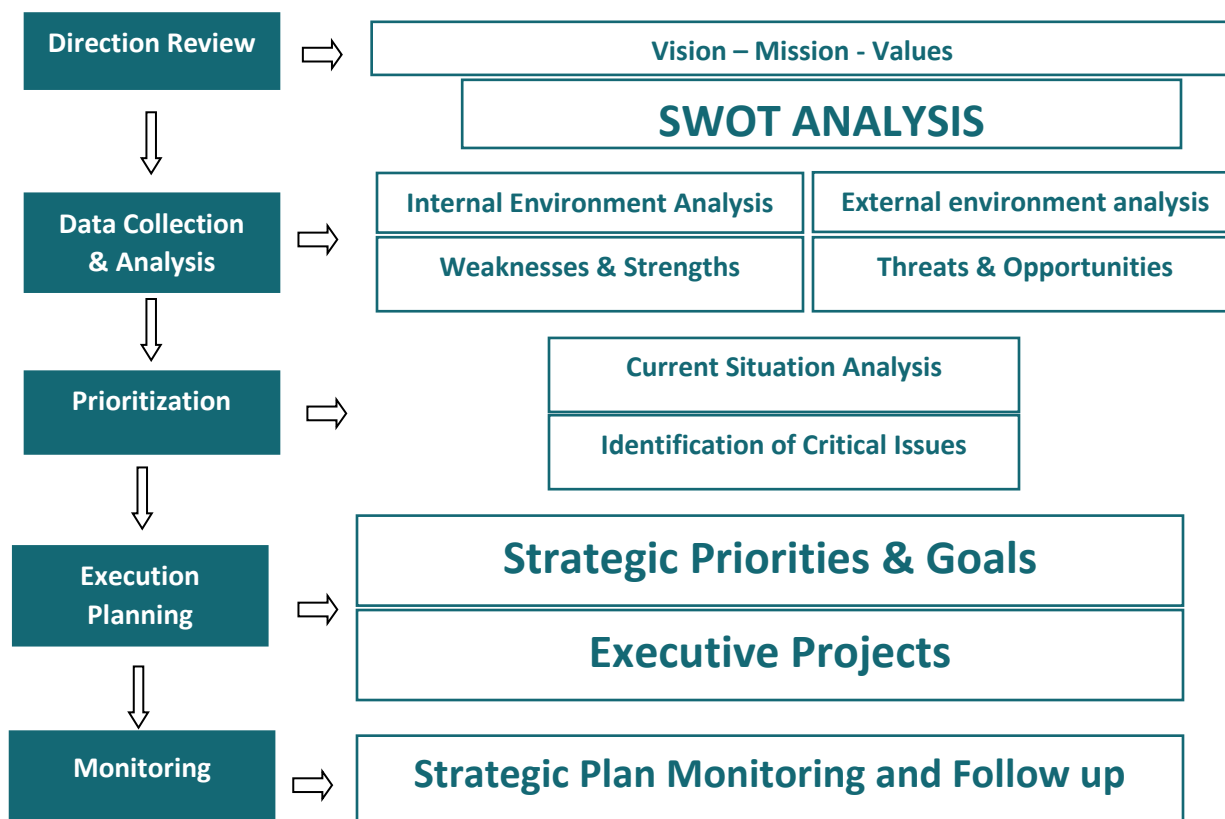 Direction Review
Vision – Mission - Values
SWOT ANALYSIS
Data Collection
& Analysis
Internal Environment Analysis
External environment analysis
Weaknesses & Strengths
Threats & Opportunities
Prioritization
Current Situation Analysis
Identification of Critical Issues
Execution
Planning
Strategic Priorities & Goals
Executive Projects
Monitoring
Strategic Plan Monitoring and Follow up